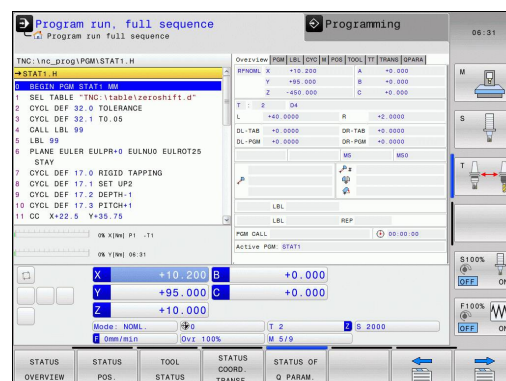 Program run, full sequence
Program run full sequence
Programming
06:31
TNC:\nc_prog\PGM\STAT1.H
→STAT1.H
0 BEGIN PGM STAT1 MM
1 SEL TABLE "TNC:\table\zeroshift.d"
2 CYCL DEF 32.0 TOLERANCE
3 CYCL DEF 32.1 T0.05
4 CALL LBL 99
5 LBL 99
6 PLANE EULER EULPR+0 EULNU0 EULROT25
STAY
7 CYCL DEF 17.0 RIGID TAPPING
8 CYCL DEF 17.1 SET UP2
9 CYCL DEF 17.2 DEPTH-1
10 CYCL DEF 17.3 PITCH+1
11 CC X+22.5 Y+35.75
0% X[Nm] P1 -T1
0% Y[Nm] 06:31
Overview PGM LBL CYC M POS TOOL TT TRANS QPARA
RFNOML X +10.200 A +0.000
Y +95.000 B +0.000
Z -450.000 C +0.000
T : 2 D4
L +40.0000 R +2.0000
DL-TAB +0.0000 DR-TAB +0.0000
DL-PGM +0.0000 DR-PGM +0.0000
M5 M50
P#
LBL
LBL REP
PGM CALL 00:00:00
Active PGM: STAT1
X +10.200 B +0.000
Y +95.000 C +0.000
Z +10.000
Mode: NOML. 0 T 2 Z S 2000
F 0mm/min Ovr 100% M 5/9
M
S
T
S100%
OFF ON
F100%
OFF ON
STATUS OVERVIEW
STATUS POS.
TOOL STATUS
STATUS COORD. TRANSF.
STATUS OF Q PARAM.